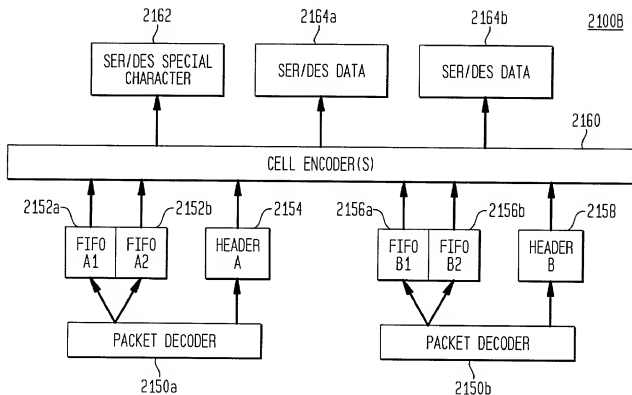 2162
2164a
2164b
2100B
SER/DES SPECIAL
CHARACTER
SER/DES DATA
SER/DES DATA
2160
CELL ENCODER(S)
2152a
2152b
2154
2156a
2156b
2158
FIFO
A1
FIFO
A2
HEADER
A
FIFO
B1
FIFO
B2
HEADER
B
PACKET DECODER
PACKET DECODER
2150a
2150b